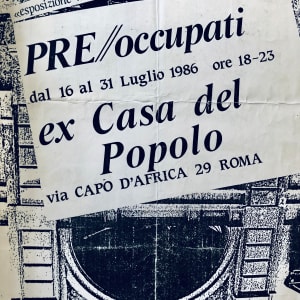 «esposizione
PRE//occupati
dal 16 al 31 Luglio 1986 ore 18-23
ex Casa del
Popolo
via CAPO D'AFRICA 29 ROMA